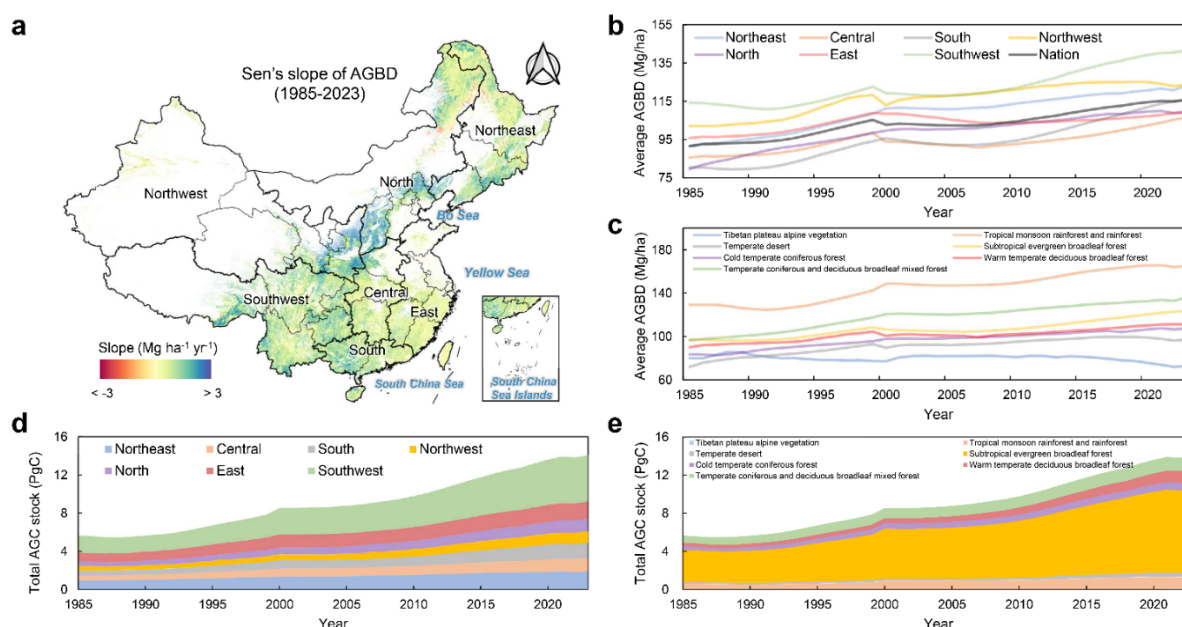 a
Sen's slope of AGBD
(1985-2023)
Northeast
North
Northwest
Bo Sea
Yellow Sea
Central
Southwest
East
South
Slope (Mg ha⁻¹ yr⁻¹)
< -3
> 3
South China Sea
South China
Sea Islands
b
Average AGBD (Mg/ha)
155
135
115
95
75
Northeast
Central
South
Northwest
North
East
Southwest
Nation
1985
1990
1995
2000
2005
2010
2015
2020
Year
c
Average AGBD (Mg/ha)
180
140
100
60
Tibetan plateau alpine vegetation
Tropical monsoon rainforest and rainforest
Temperate desert
Subtropical evergreen broadleaf forest
Cold temperate coniferous forest
Warm temperate deciduous broadleaf forest
Temperate coniferous and deciduous broadleaf mixed forest
1985
1990
1995
2000
2005
2010
2015
2020
Year
d
Total AGC stock (PgC)
16
12
8
4
0
Northeast
Central
South
Northwest
North
East
Southwest
1985
1990
1995
2000
2005
2010
2015
2020
Year
e
Total AGC stock (PgC)
16
12
8
4
0
Tibetan plateau alpine vegetation
Tropical monsoon rainforest and rainforest
Temperate desert
Subtropical evergreen broadleaf forest
Cold temperate coniferous forest
Warm temperate deciduous broadleaf forest
Temperate coniferous and deciduous broadleaf mixed forest
1985
1990
1995
2000
2005
2010
2015
2020
Year